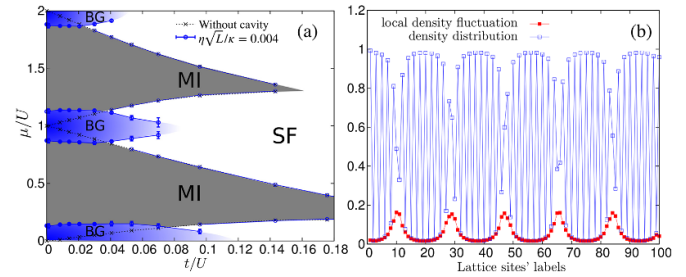 2
1.5
1
0.5
0
μ/U
BG
MI
BG
MI
BG
SF
Without cavity
η√L/κ = 0.004
(a)
0 0.02 0.04 0.06 0.08 0.1 0.12 0.14 0.16 0.18
t/U
1.2
1
0.8
0.6
0.4
0.2
0
local density fluctuation
density distribution
(b)
0 10 20 30 40 50 60 70 80 90 100
Lattice sites' labels